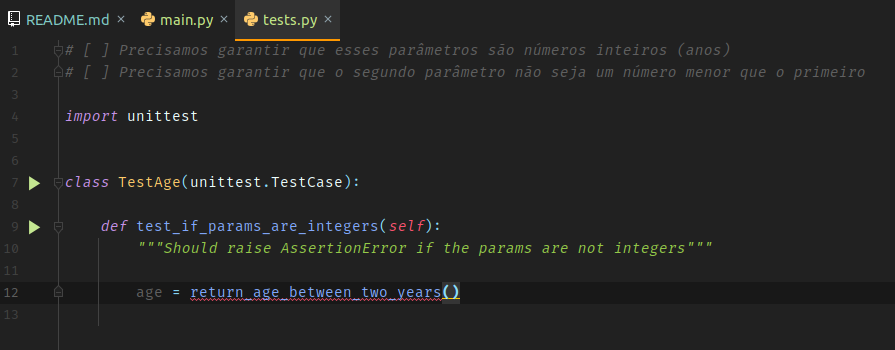 README.md × main.py × tests.py ×
1 # [ ] Precisamos garantir que esses parâmetros são números inteiros (anos)
2 # [ ] Precisamos garantir que o segundo parâmetro não seja um número menor que o primeiro
3
4 import unittest
5
6
7 class TestAge(unittest.TestCase):
8
9 def test_if_params_are_integers(self):
10 """Should raise AssertionError if the params are not integers"""
11
12 age = return_age_between_two_years()
13